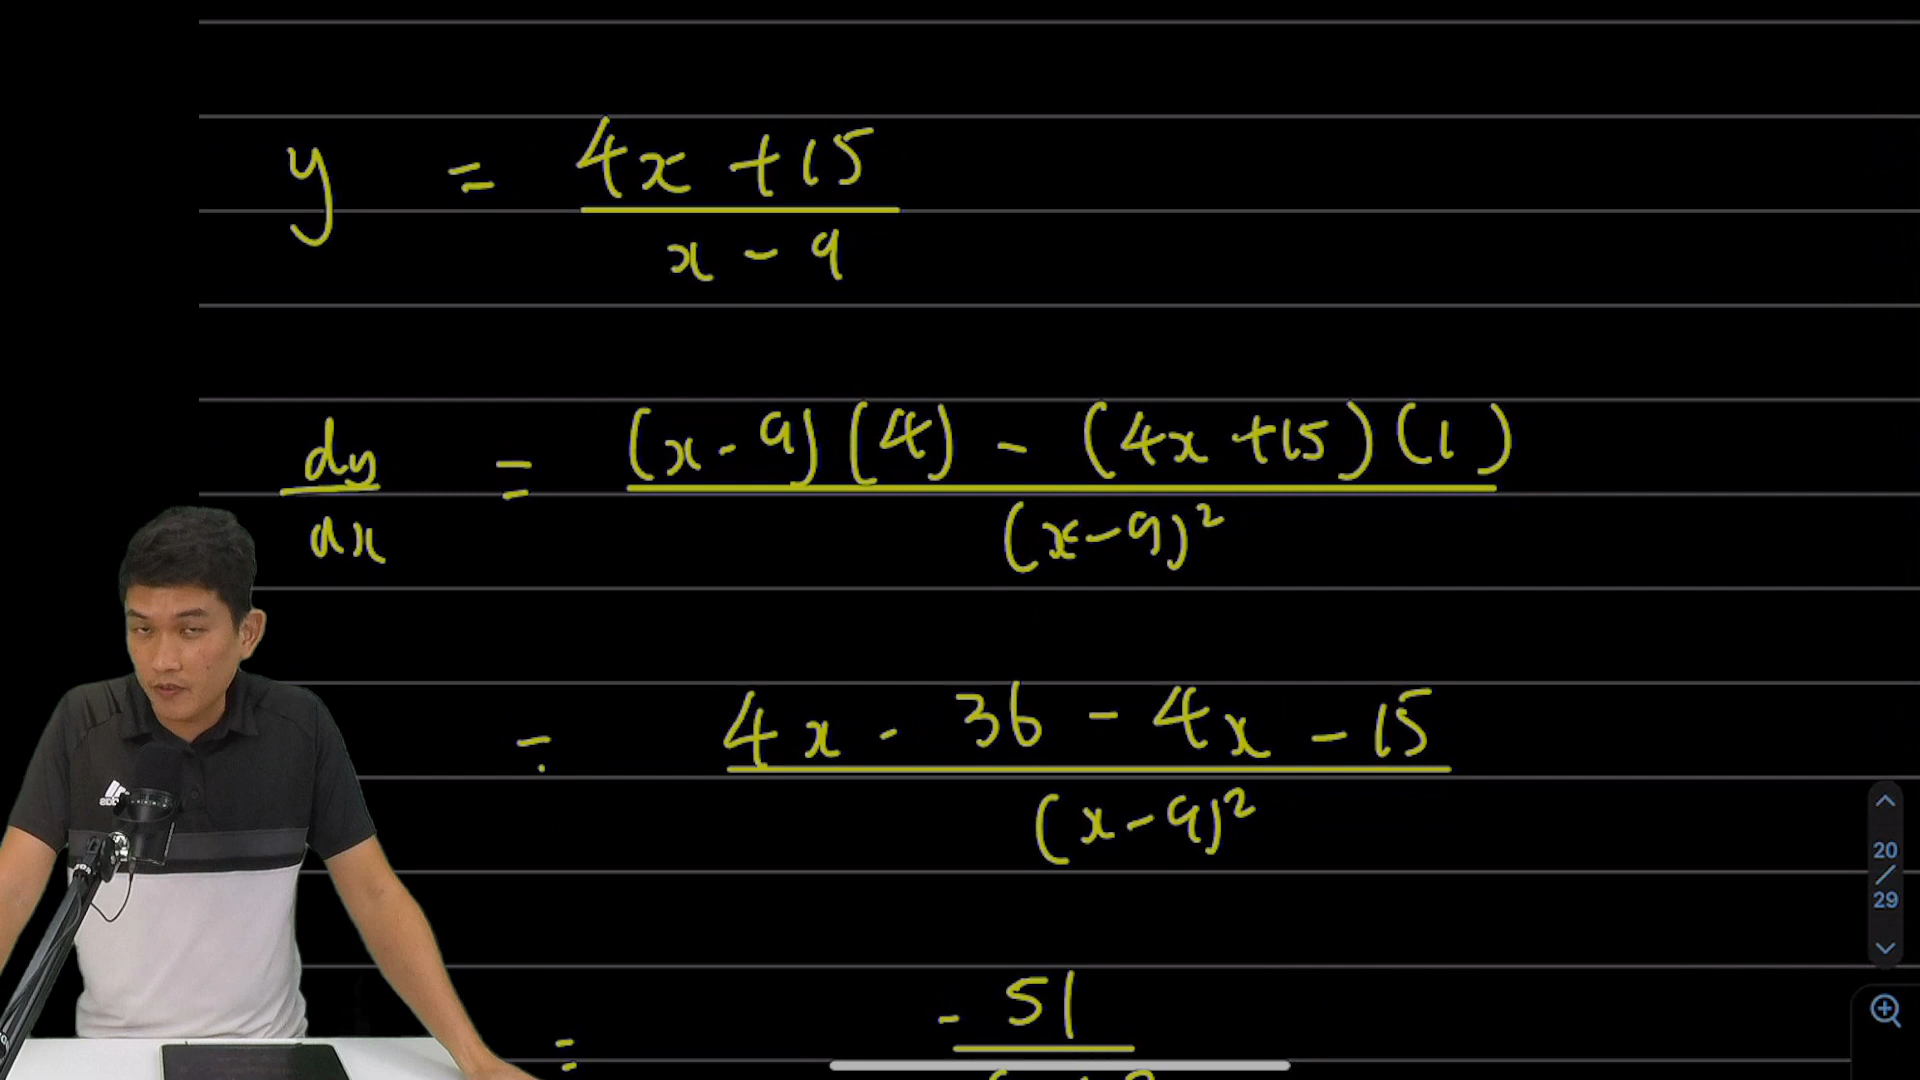 y = 4x + 15
x - 9
dy = (x - 9)(4) - (4x + 15)(1)
dx (x - 9)²
= 4x - 36 - 4x - 15
(x - 9)²
= - 51
20
/
29